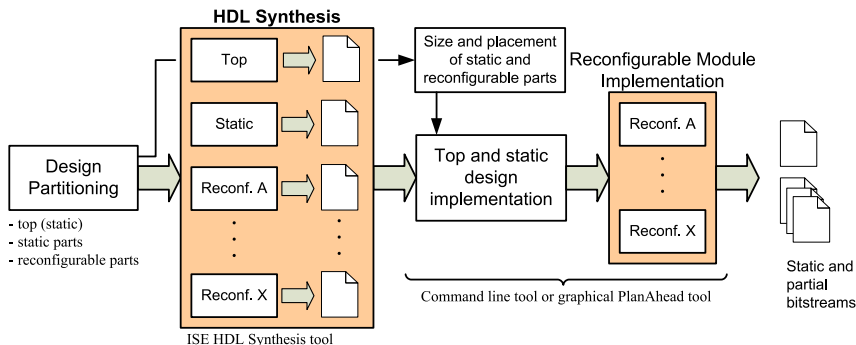 HDL Synthesis
Top
Static
Reconf. A
Reconf. X
ISE HDL Synthesis tool
Design
Partitioning
- top (static)
- static parts
- reconfigurable parts
Size and placement
of static and
reconfigurable parts
Top and static
design
implementation
Reconfigurable Module
Implementation
Reconf. A
Reconf. X
Command line tool or graphical PlanAhead tool
Static and
partial
bitstreams